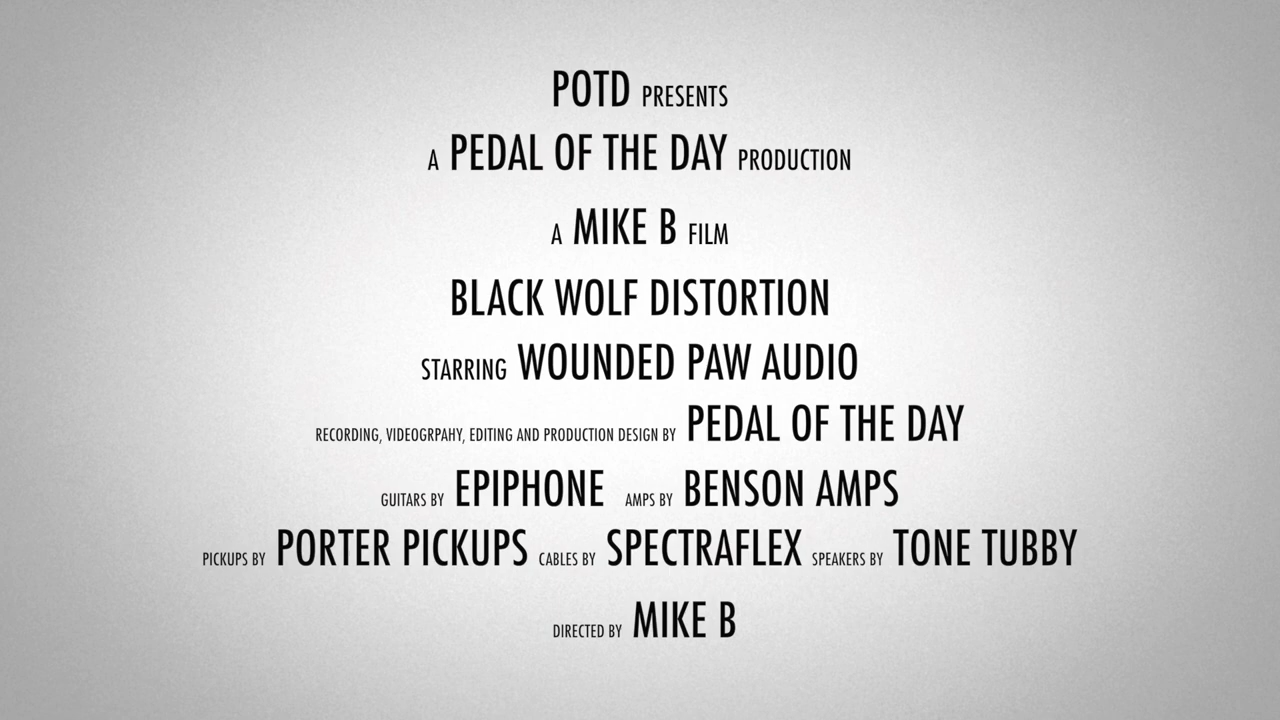 POTD PRESENTS
A PEDAL OF THE DAY PRODUCTION
A MIKE B FILM
BLACK WOLF DISTORTION
STARRING WOUNDED PAW AUDIO
RECORDING, VIDEOGRPAHY, EDITING AND PRODUCTION DESIGN BY PEDAL OF THE DAY
GUITARS BY EPIPHONE AMPS BY BENSON AMPS
PICKUPS BY PORTER PICKUPS CABLES BY SPECTRAFLEX SPEAKERS BY TONE TUBBY
DIRECTED BY MIKE B